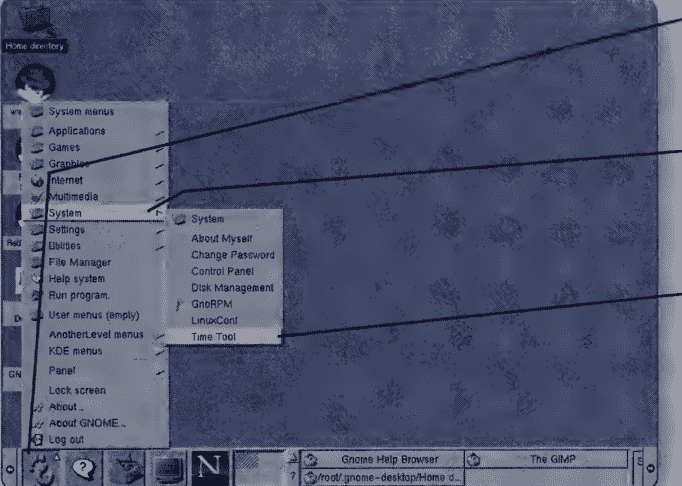 Home directory
System menus
Applications
Games
Graphics
Internet
Multimedia
System
Settings
Utilities
File Manager
Help system
Run program.
User menus (empty)
AnotherLevel menus
KDE menus
Panel
Lock screen
About..
About GNOME...
Log out
System
About Myself
Change Password
Control Panel
Disk Management
GnoRPM
LinuxConf
Time Tool
GN
N
?
Gnome Help Browser
The GIMP
/root/.gnome-desktop/Home d...